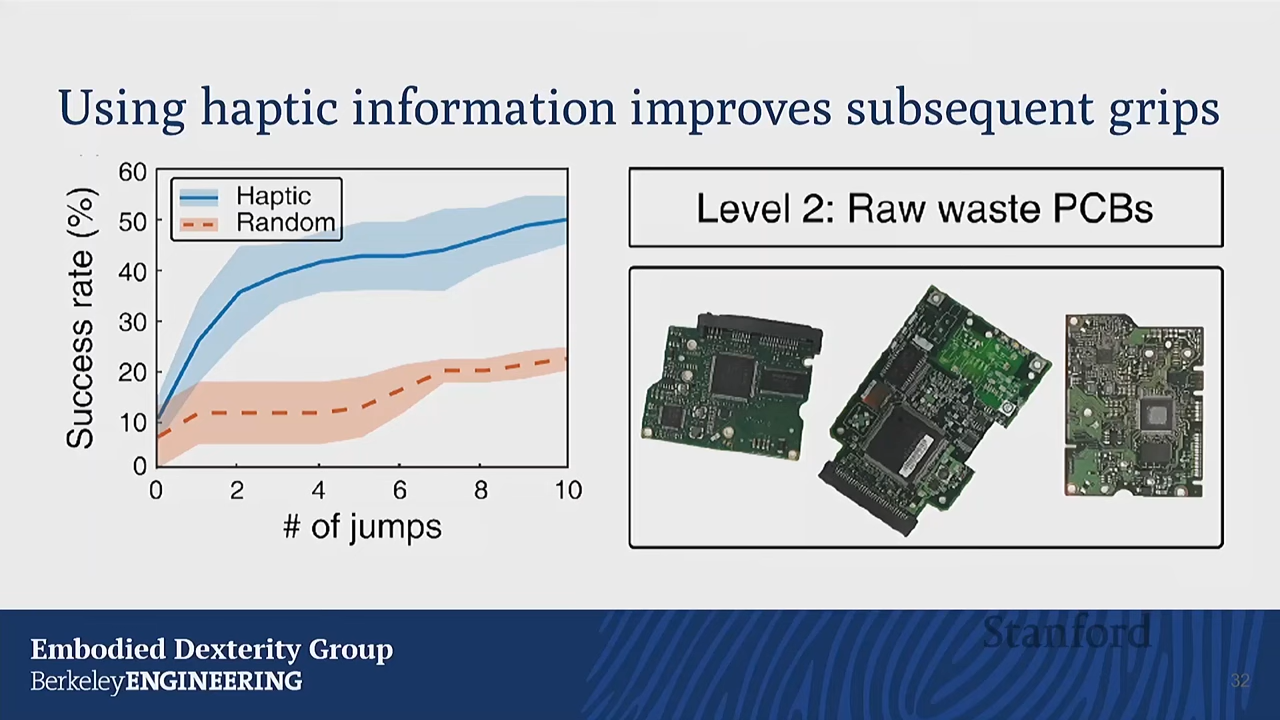 Using haptic information improves subsequent grips
Success rate (%)
60
50
40
30
20
10
0
Haptic
Random
0 2 4 6 8 10
# of jumps
Level 2: Raw waste PCBs
Embodied Dexterity Group
BerkeleyENGINEERING
Stanford
32